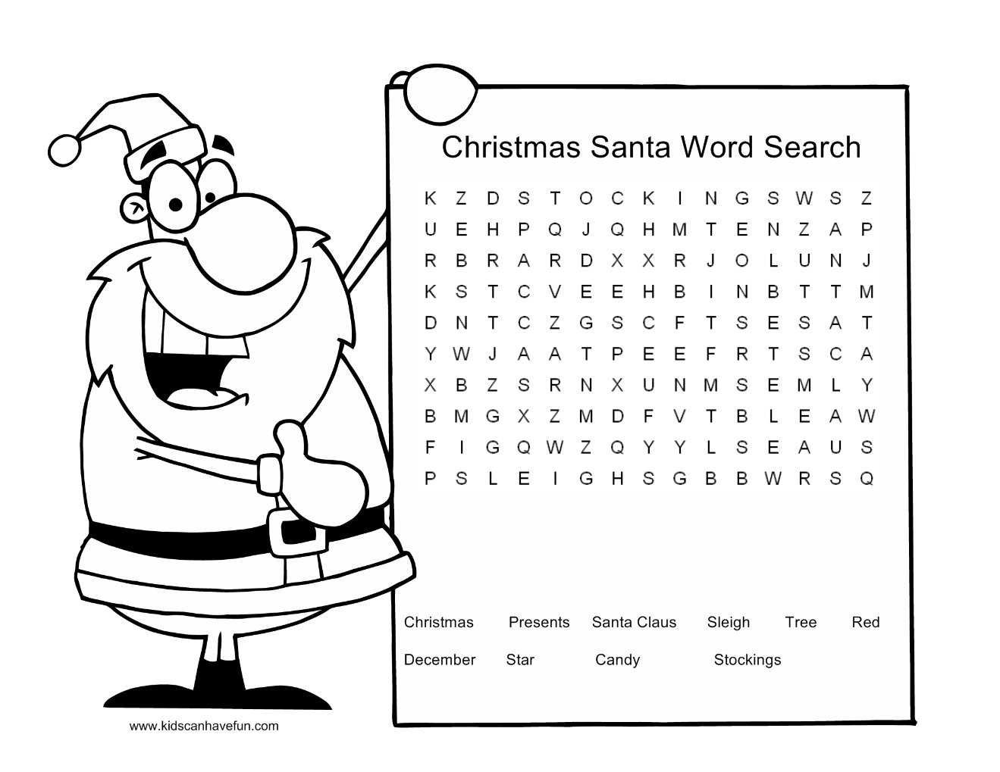 Christmas Santa Word Search
K Z D S T O C K I N G S W S Z
U E H P Q J Q H M T E N Z A P
R B R A R D X X R J O L U N J
K S T C V E E H B I N B T T M
D N T C Z G S C F T S E S A T
Y W J A A T P E E F R T S C A
X B Z S R N X U N M S E M L Y
B M G X Z M D F V T B L E A W
F I G Q W Z Q Y Y L S E A U S
P S L E I G H S G B B W R S Q
Christmas Presents Santa Claus Sleigh Tree Red
December Star Candy Stockings
www.kidscanhavefun.com